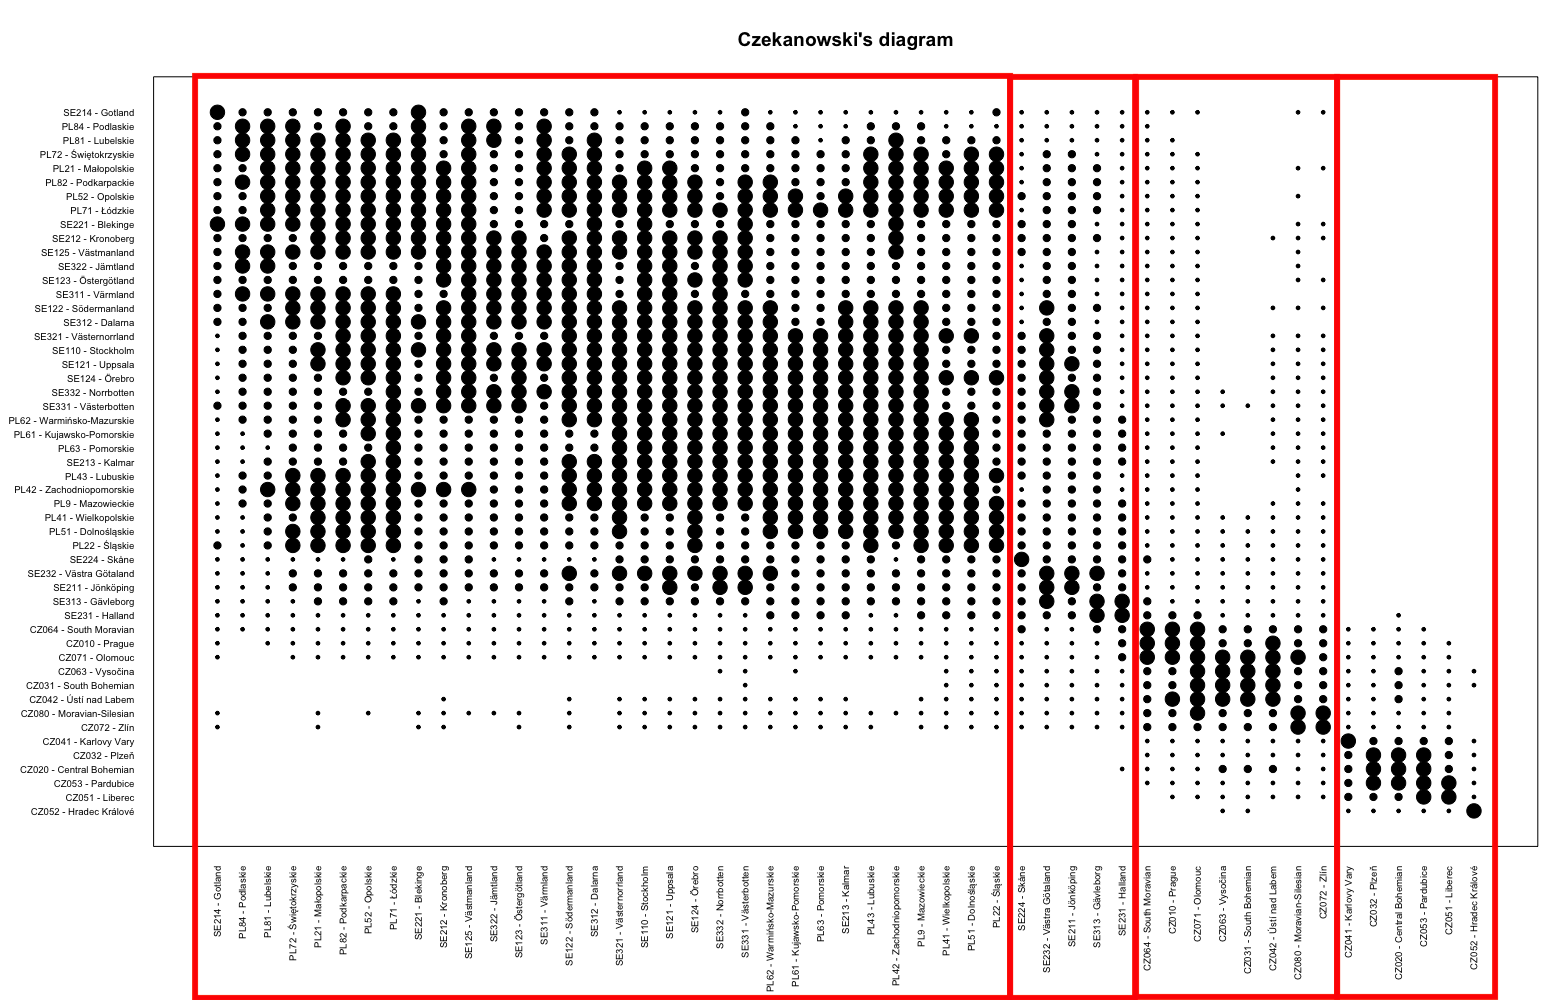 Czekanowski's diagram
SE214 - Gotland
PL84 - Podlaskie
PL81 - Lubelskie
PL72 - Świętokrzyskie
PL21 - Małopolskie
PL82 - Podkarpackie
PL52 - Opolskie
PL71 - Łódzkie
SE221 - Blekinge
SE212 - Kronoberg
SE125 - Västmanland
SE322 - Jämtland
SE123 - Östergötland
SE311 - Värmland
SE122 - Södermanland
SE312 - Dalarna
SE321 - Västernorrland
SE110 - Stockholm
SE121 - Uppsala
SE124 - Örebro
SE332 - Norrbotten
SE331 - Västerbotten
PL62 - Warmińsko-Mazurskie
PL61 - Kujawsko-Pomorskie
PL63 - Pomorskie
SE213 - Kalmar
PL43 - Lubuskie
PL42 - Zachodniopomorskie
PL9 - Mazowieckie
PL41 - Wielkopolskie
PL51 - Dolnośląskie
PL22 - Śląskie
SE224 - Skåne
SE232 - Västra Götaland
SE211 - Jönköping
SE313 - Gävleborg
SE231 - Halland
CZ064 - South Moravian
CZ010 - Prague
CZ071 - Olomouc
CZ063 - Vysočina
CZ031 - South Bohemian
CZ042 - Ústí nad Labem
CZ080 - Moravian-Silesian
CZ072 - Zlín
CZ041 - Karlovy Vary
CZ032 - Plzeň
CZ020 - Central Bohemian
CZ053 - Pardubice
CZ051 - Liberec
CZ052 - Hradec Králové
SE214 - Gotland
PL84 - Podlaskie
PL81 - Lubelskie
PL72 - Świętokrzyskie
PL21 - Małopolskie
PL82 - Podkarpackie
PL52 - Opolskie
PL71 - Łódzkie
SE221 - Blekinge
SE212 - Kronoberg
SE125 - Västmanland
SE322 - Jämtland
SE123 - Östergötland
SE311 - Värmland
SE122 - Södermanland
SE312 - Dalarna
SE321 - Västernorrland
SE110 - Stockholm
SE121 - Uppsala
SE124 - Örebro
SE332 - Norrbotten
SE331 - Västerbotten
PL62 - Warmińsko-Mazurskie
PL61 - Kujawsko-Pomorskie
PL63 - Pomorskie
SE213 - Kalmar
PL43 - Lubuskie
PL42 - Zachodniopomorskie
PL9 - Mazowieckie
PL41 - Wielkopolskie
PL51 - Dolnośląskie
PL22 - Śląskie
SE224 - Skåne
SE232 - Västra Götaland
SE211 - Jönköping
SE313 - Gävleborg
SE231 - Halland
CZ064 - South Moravian
CZ010 - Prague
CZ071 - Olomouc
CZ063 - Vysočina
CZ031 - South Bohemian
CZ042 - Ústí nad Labem
CZ080 - Moravian-Silesian
CZ072 - Zlín
CZ041 - Karlovy Vary
CZ032 - Plzeň
CZ020 - Central Bohemian
CZ053 - Pardubice
CZ051 - Liberec
CZ052 - Hradec Králové